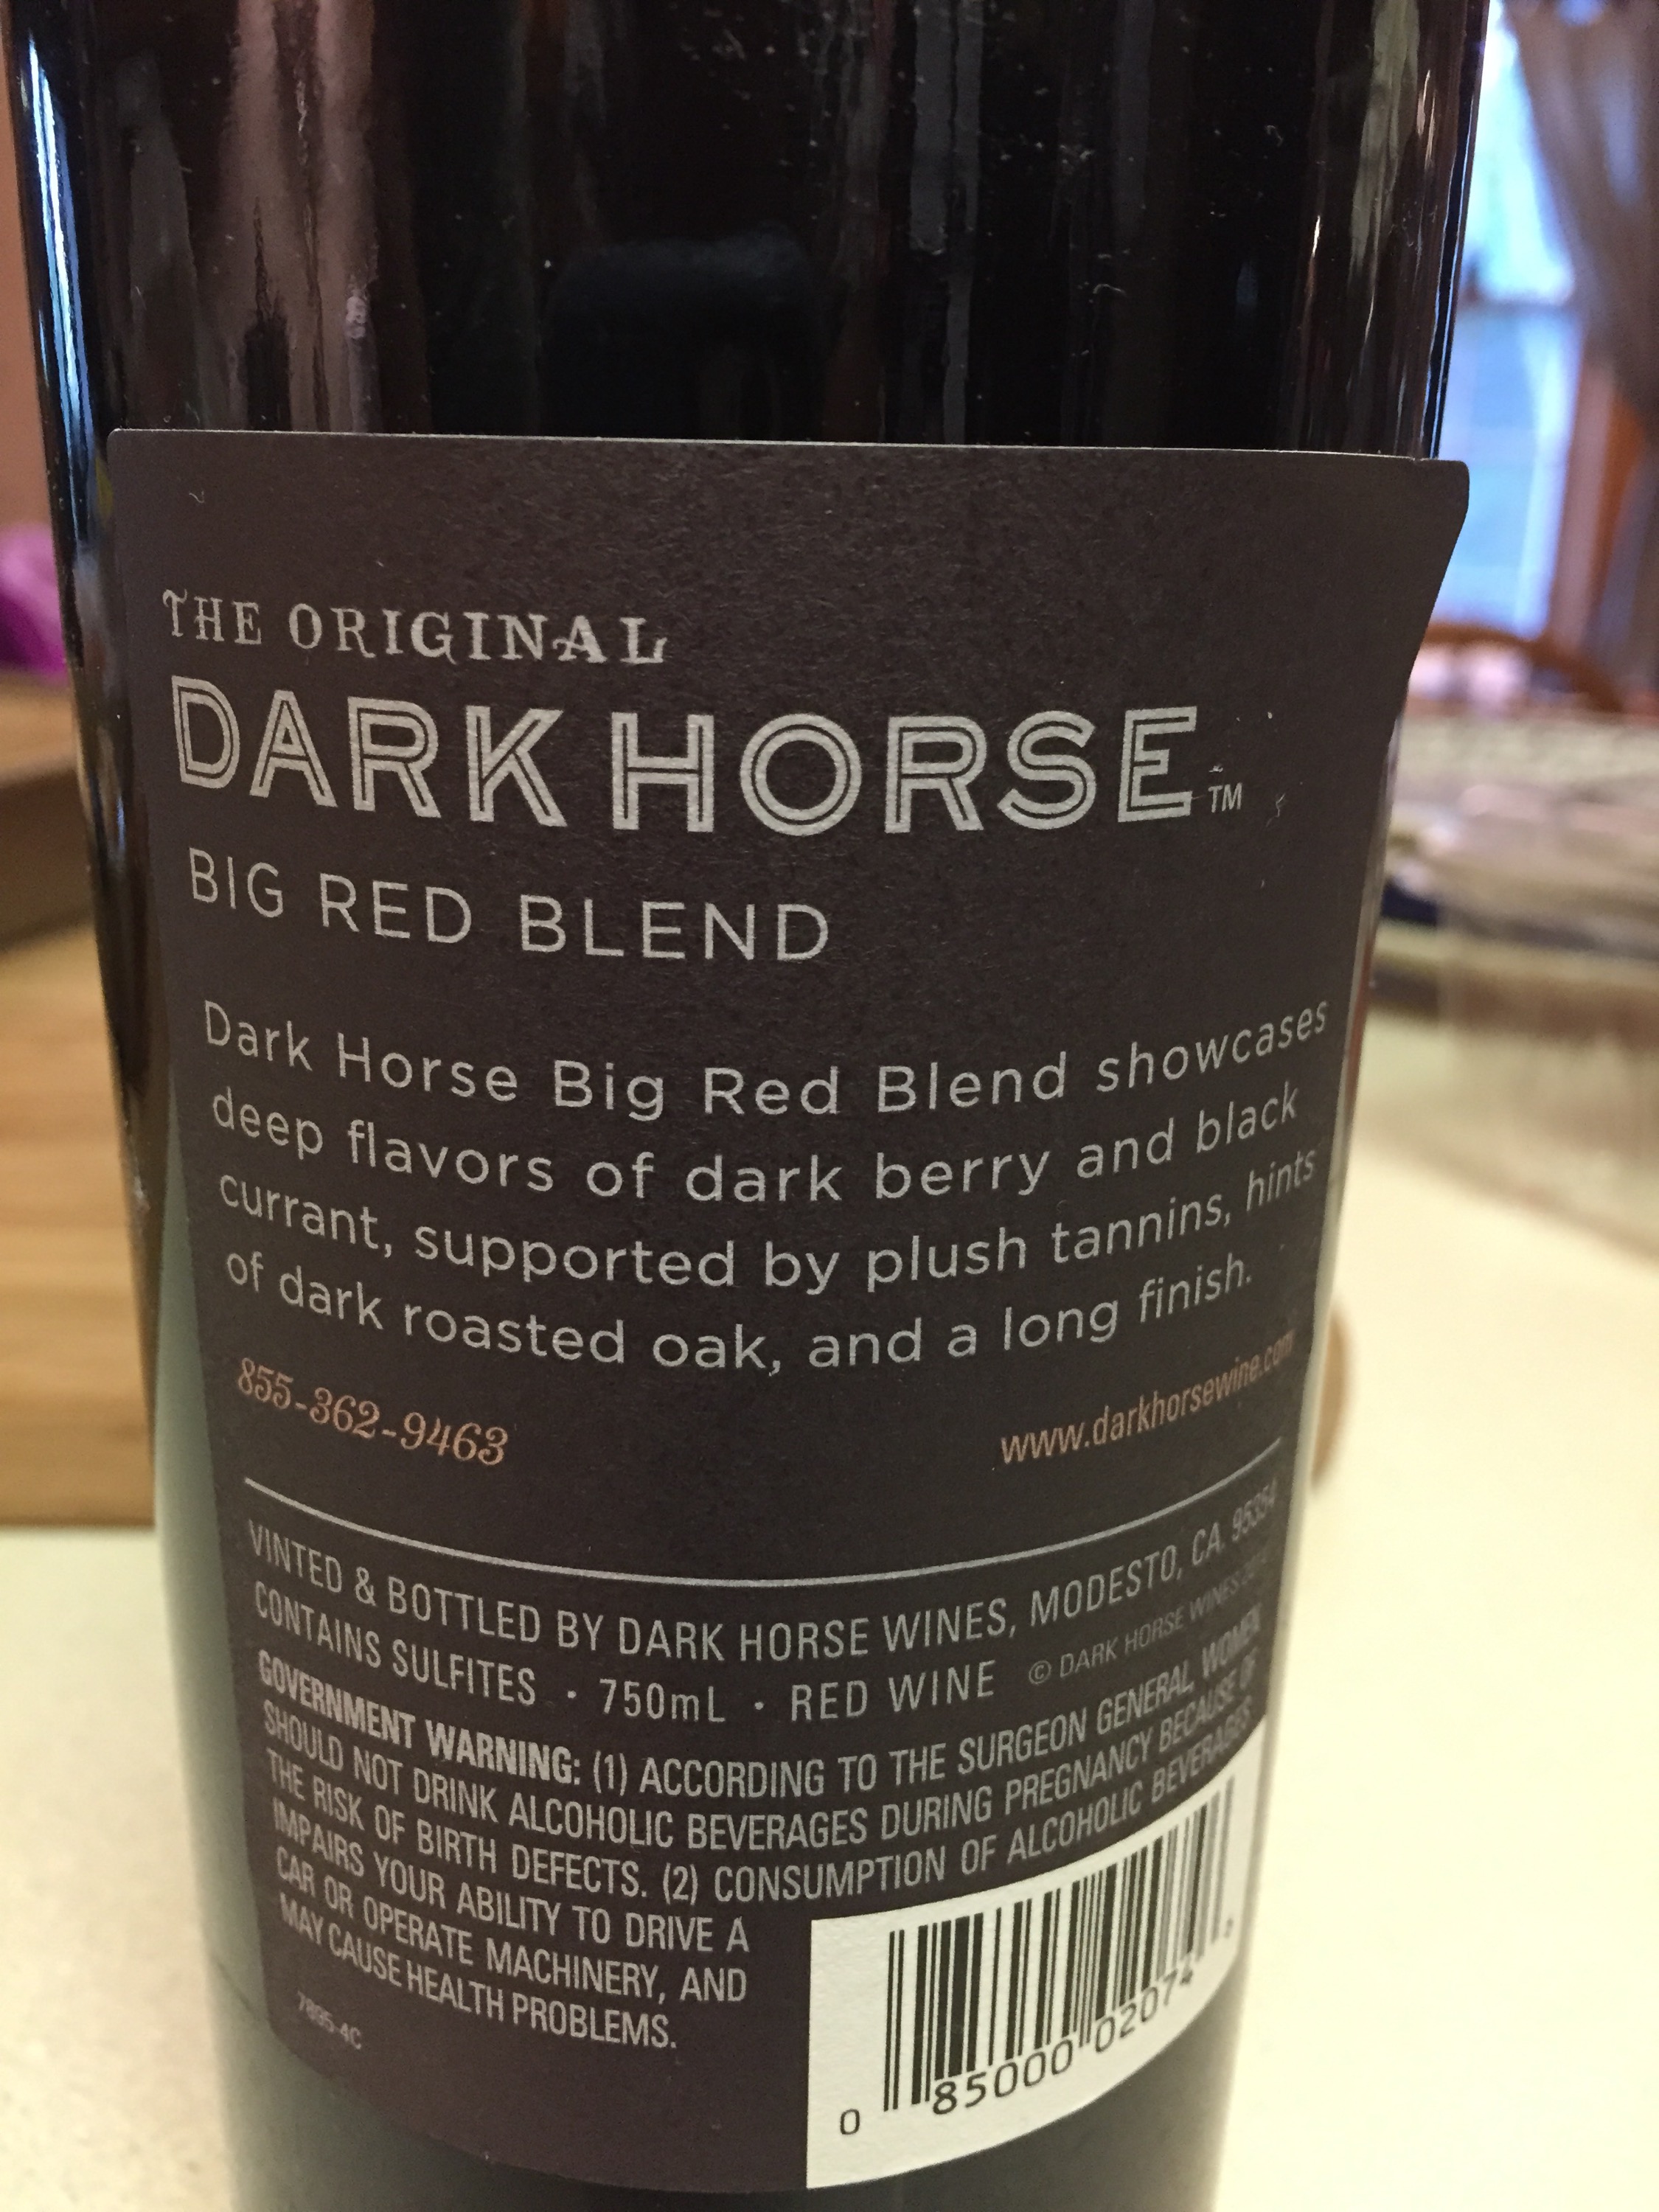 THE ORIGINAL
DARK HORSE™
BIG RED BLEND
Dark Horse Big Red Blend showcases
deep flavors of dark berry and black
currant, supported by plush tannins, hints
of dark roasted oak, and a long finish.
855-362-9463
www.darkhorsewine.com
VINTED & BOTTLED BY DARK HORSE WINES, MODESTO, CA. 95354
CONTAINS SULFITES · 750mL · RED WINE © DARK HORSE WINES
GOVERNMENT WARNING: (1) ACCORDING TO THE SURGEON GENERAL, WOMEN
SHOULD NOT DRINK ALCOHOLIC BEVERAGES DURING PREGNANCY BECAUSE OF
THE RISK OF BIRTH DEFECTS. (2) CONSUMPTION OF ALCOHOLIC BEVERAGES
IMPAIRS YOUR ABILITY TO DRIVE A
CAR OR OPERATE MACHINERY, AND
MAY CAUSE HEALTH PROBLEMS.
7895-4C
0 85000 02074